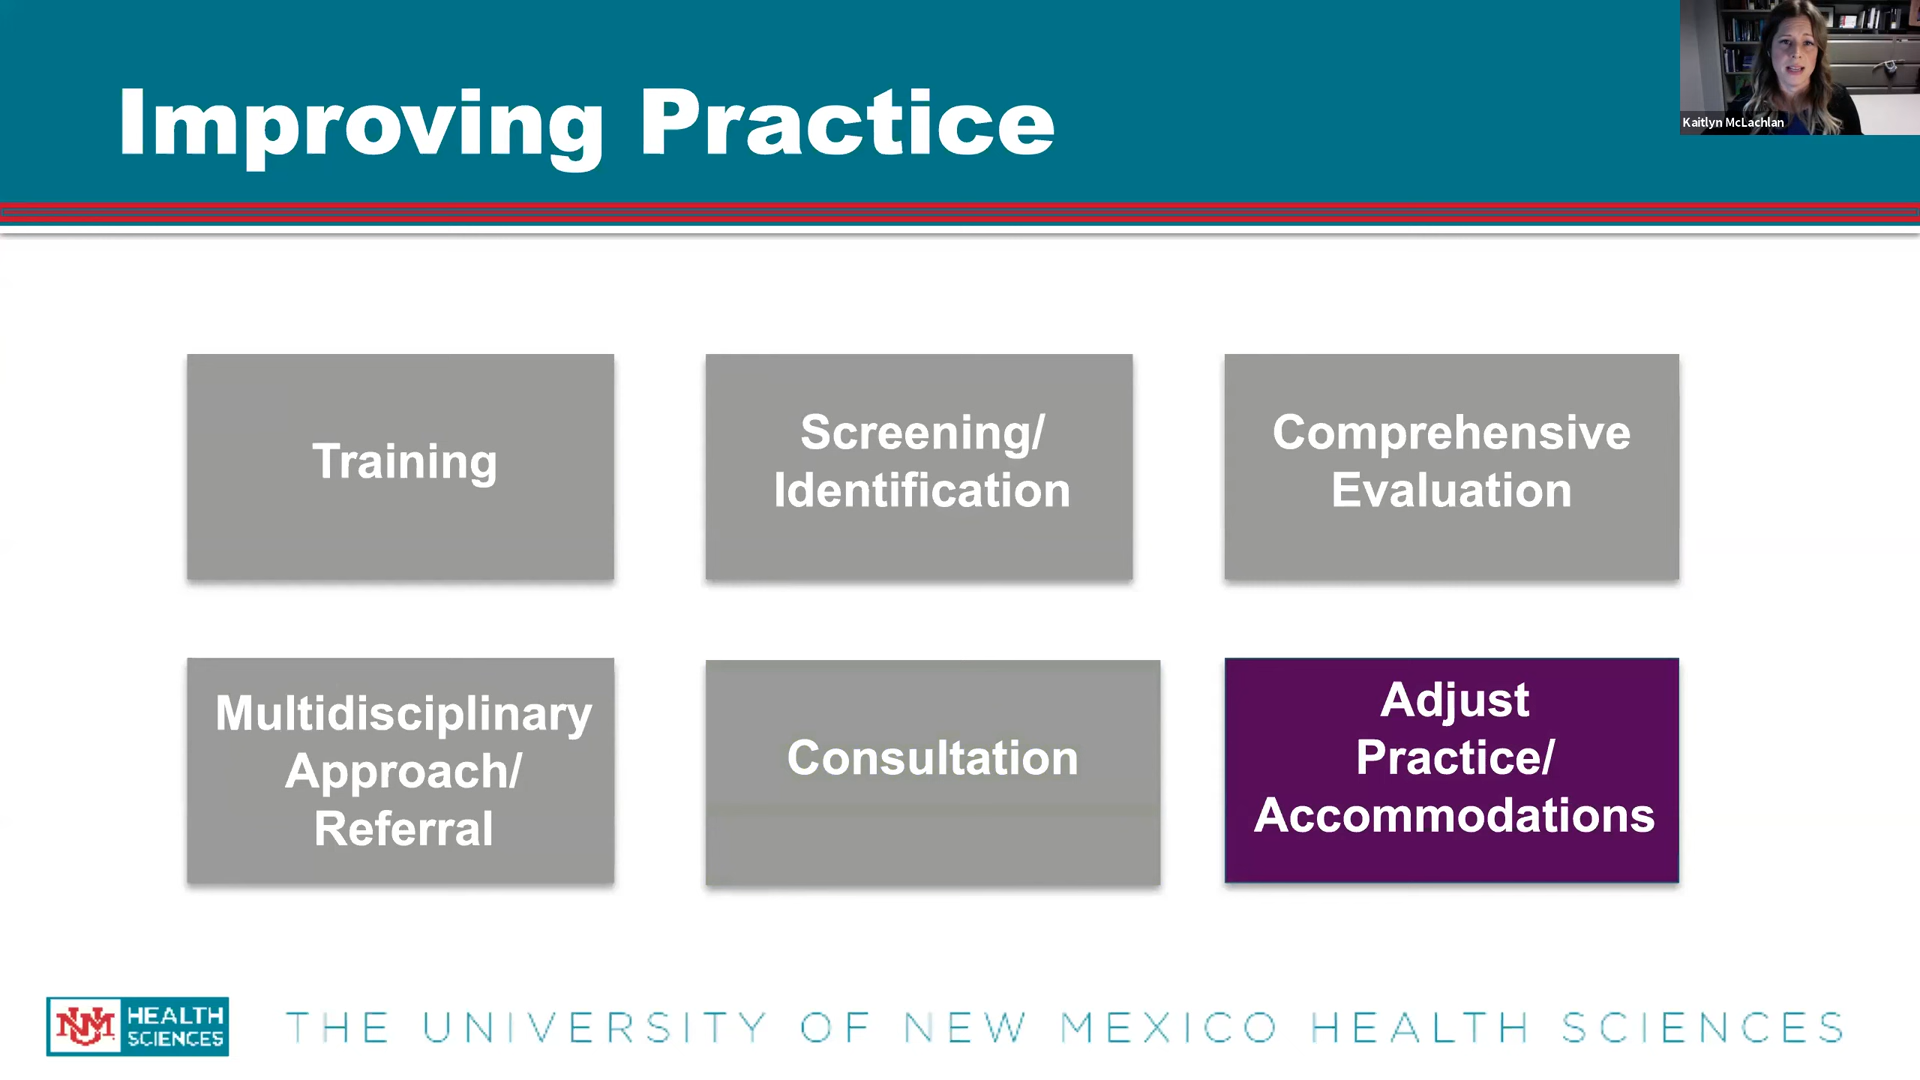 Improving Practice
Kaitlyn McLachlan
Training
Screening/
Identification
Comprehensive
Evaluation
Multidisciplinary
Approach/
Referral
Consultation
Adjust
Practice/
Accommodations
UNM
HEALTH
SCIENCES
THE UNIVERSITY OF NEW MEXICO HEALTH SCIENCES